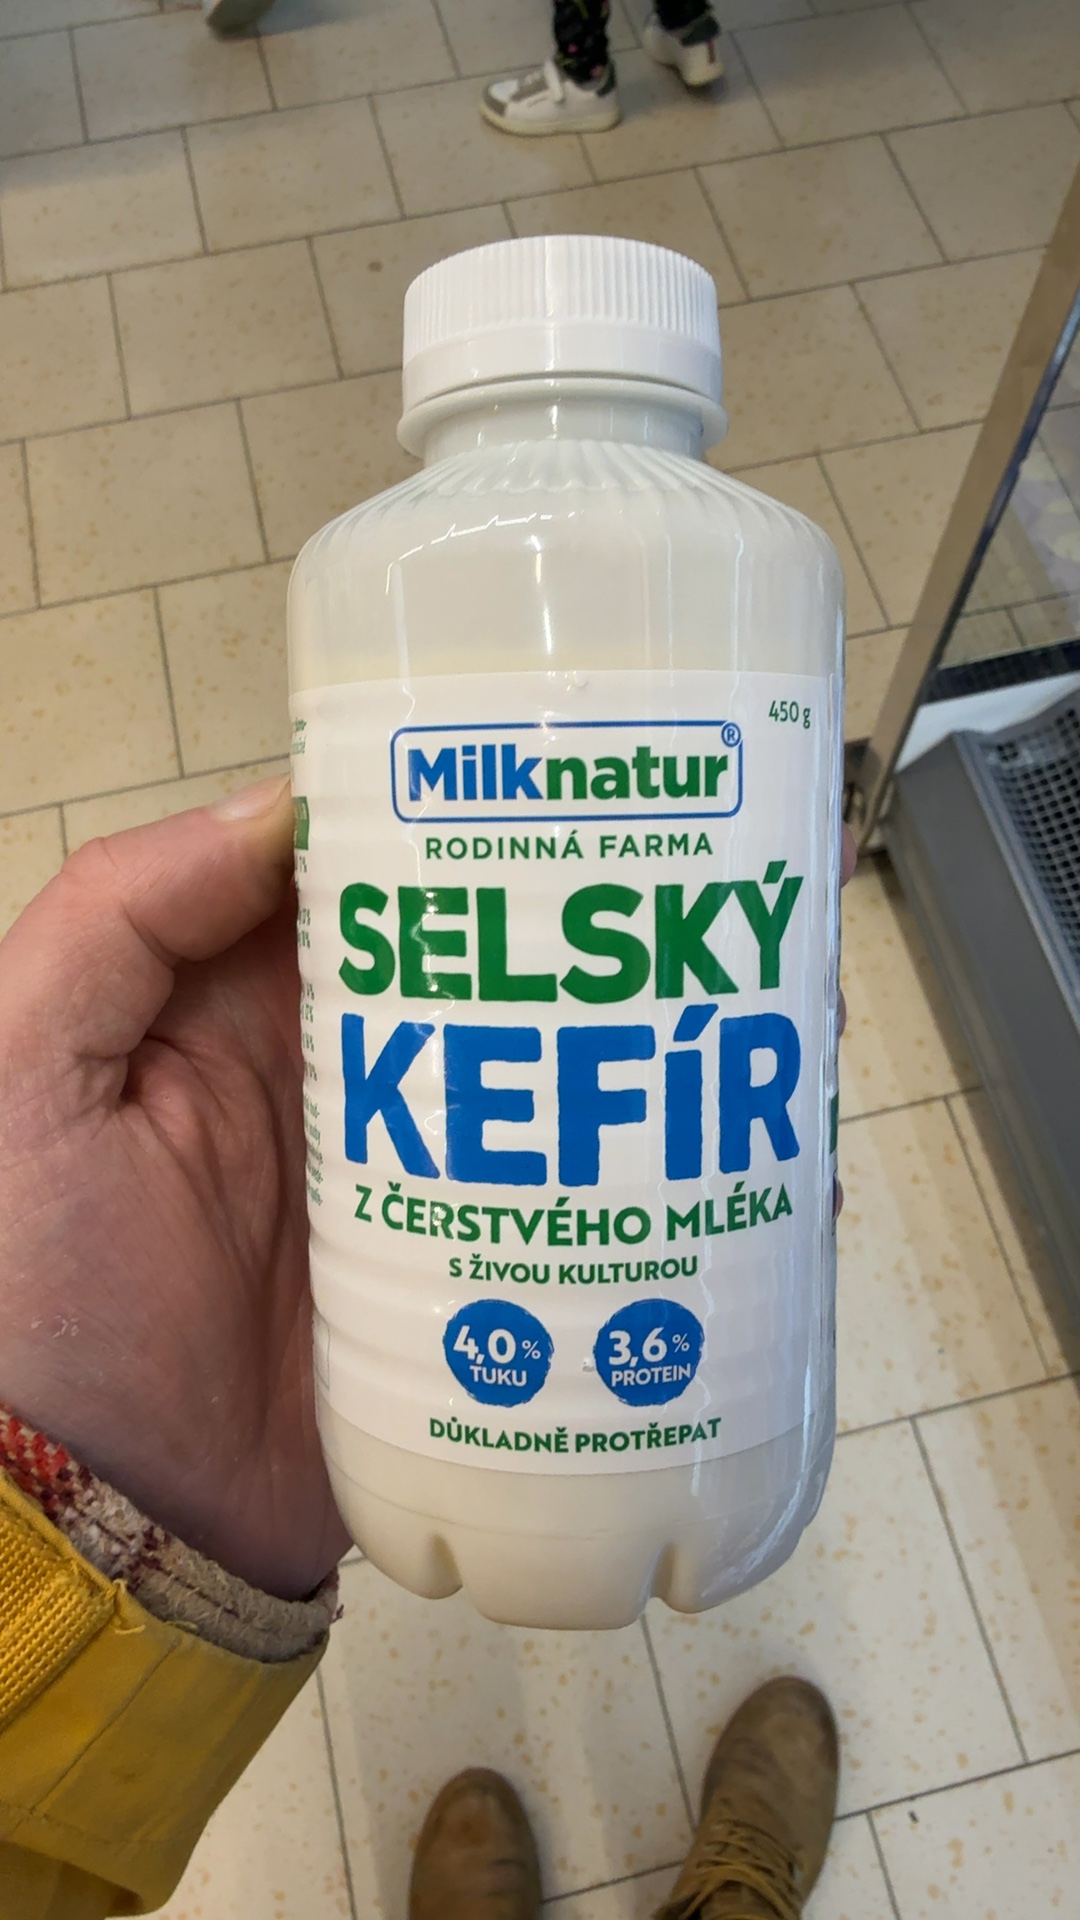 450 g
Milknatur®
RODINNÁ FARMA
SELSKÝ
KEFÍR
Z ČERSTVÉHO MLÉKA
S ŽIVOU KULTUROU
4,0%
TUKU
3,6%
PROTEIN
DŮKLADNĚ PROTŘEPAT